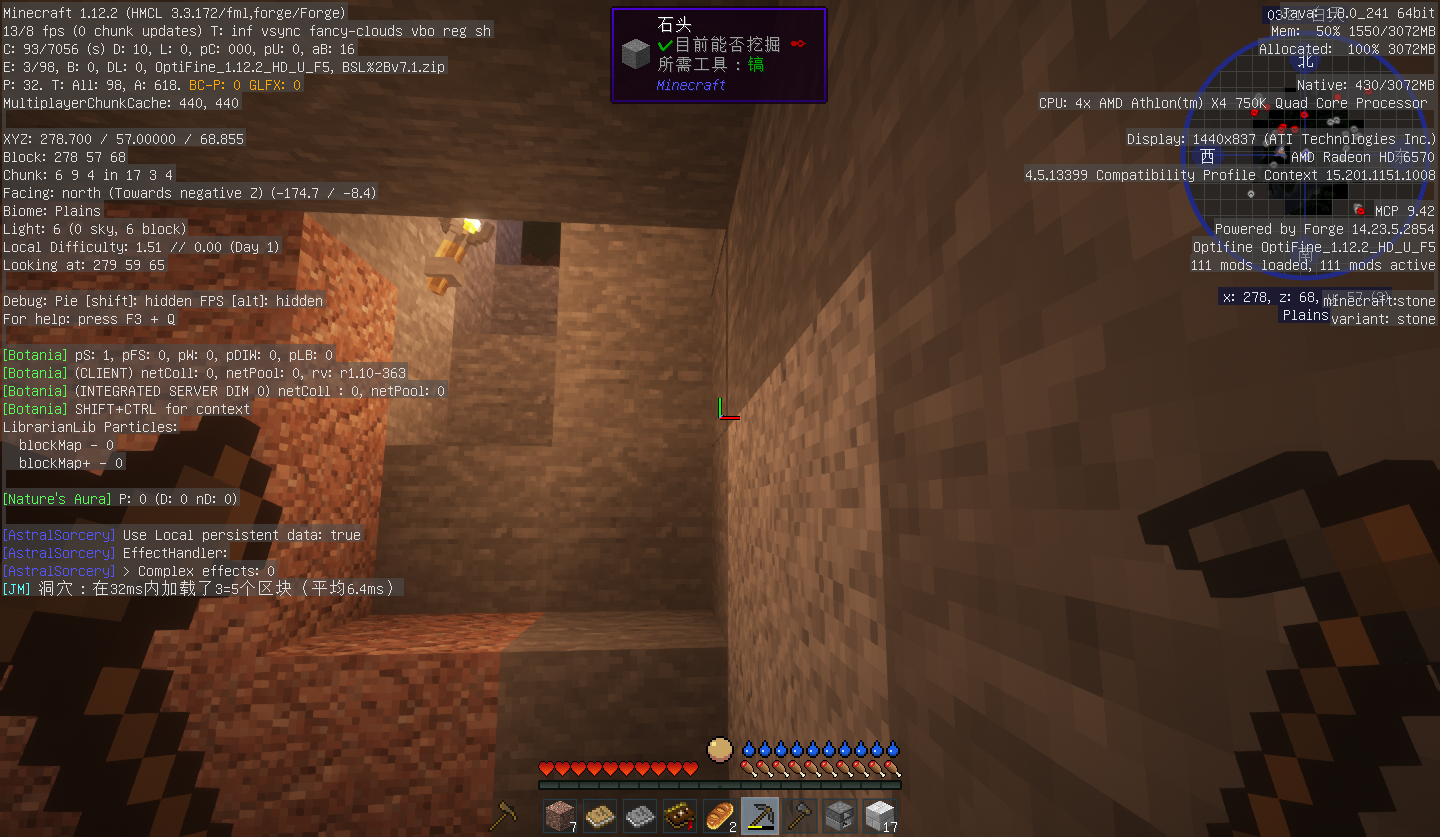 Minecraft 1.12.2 (HMCL 3.3.172/fml,forge/Forge)
13/8 fps (0 chunk updates) T: inf vsync fancy-clouds vbo reg sh
C: 93/7056 (s) D: 10, L: 0, pC: 000, pU: 0, aB: 16
E: 3/98, B: 0, DL: 0, OptiFine_1.12.2_HD_U_F5, BSL%2Bv7.1.zip
P: 32. T: All: 98, A: 618. BC-P: 0 GLFX: 0
MultiplayerChunkCache: 440, 440
XYZ: 278.700 / 57.00000 / 68.855
Block: 278 57 68
Chunk: 6 9 4 in 17 3 4
Facing: north (Towards negative Z) (-174.7 / -8.4)
Biome: Plains
Light: 6 (0 sky, 6 block)
Local Difficulty: 1.51 // 0.00 (Day 1)
Looking at: 279 59 65
Debug: Pie [shift]: hidden FPS [alt]: hidden
For help: press F3 + Q
[Botania] pS: 1, pFS: 0, pW: 0, pDIW: 0, pLB: 0
[Botania] (CLIENT) netColl: 0, netPool: 0, rv: r1.10-363
[Botania] (INTEGRATED SERVER DIM 0) netColl : 0, netPool: 0
[Botania] SHIFT+CTRL for context
LibrarianLib Particles:
blockMap - 0
blockMap+ - 0
[Nature's Aura] P: 0 (D: 0 nD: 0)
[AstralSorcery] Use Local persistent data: true
[AstralSorcery] EffectHandler:
[AstralSorcery] > Complex effects: 0
[JM] 洞穴：在32ms内加载了3=5个区块（平均6.4ms）
石头
目前能否挖掘
所需工具：镐
Minecraft
Java: 1.8.0_241 64bit
Mem: 50% 1550/3072MB
Allocated: 100% 3072MB
北
Native: 430/3072MB
CPU: 4x AMD Athlon(tm) X4 750K Quad Core Processor
Display: 1440x837 (ATI Technologies Inc.)
西
东
AMD Radeon HD 6570
4.5.13399 Compatibility Profile Context 15.201.1151.1008
MCP 9.42
Powered by Forge 14.23.5.2854
Optifine OptiFine_1.12.2_HD_U_F5
南
111 mods loaded, 111 mods active
x: 278, z: 68, y: 57 (3)
minecraft:stone
Plains
variant: stone
7
2
17